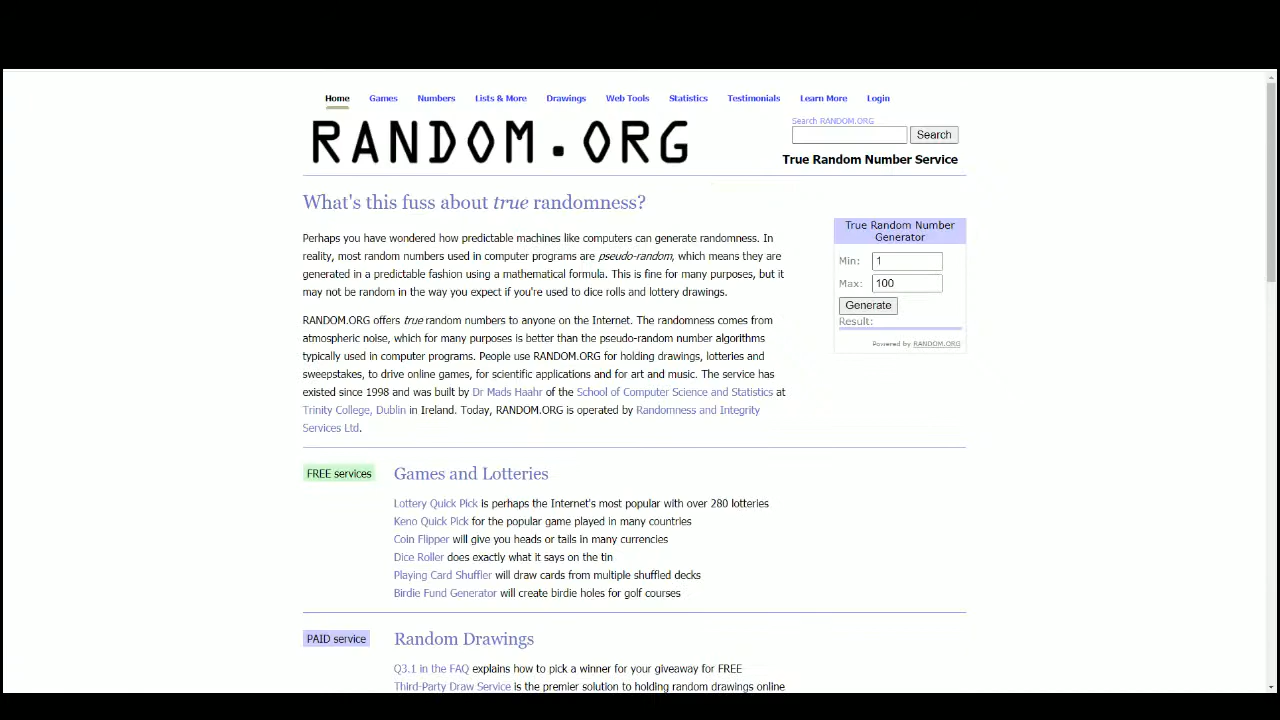 Home Games Numbers Lists & More Drawings Web Tools Statistics Testimonials Learn More Login
RANDOM.ORG
Search RANDOM.ORG
Search
True Random Number Service
What's this fuss about true randomness?
Perhaps you have wondered how predictable machines like computers can generate randomness. In
reality, most random numbers used in computer programs are pseudo-random, which means they are
generated in a predictable fashion using a mathematical formula. This is fine for many purposes, but it
may not be random in the way you expect if you're used to dice rolls and lottery drawings.
RANDOM.ORG offers true random numbers to anyone on the Internet. The randomness comes from
atmospheric noise, which for many purposes is better than the pseudo-random number algorithms
typically used in computer programs. People use RANDOM.ORG for holding drawings, lotteries and
sweepstakes, to drive online games, for scientific applications and for art and music. The service has
existed since 1998 and was built by Dr Mads Haahr of the School of Computer Science and Statistics at
Trinity College, Dublin in Ireland. Today, RANDOM.ORG is operated by Randomness and Integrity
Services Ltd.
True Random Number
Generator
Min: 1
Max: 100
Generate
Result:
Powered by RANDOM.ORG
FREE services
Games and Lotteries
Lottery Quick Pick is perhaps the Internet's most popular with over 280 lotteries
Keno Quick Pick for the popular game played in many countries
Coin Flipper will give you heads or tails in many currencies
Dice Roller does exactly what it says on the tin
Playing Card Shuffler will draw cards from multiple shuffled decks
Birdie Fund Generator will create birdie holes for golf courses
PAID service
Random Drawings
Q3.1 in the FAQ explains how to pick a winner for your giveaway for FREE
Third-Party Draw Service is the premier solution to holding random drawings online